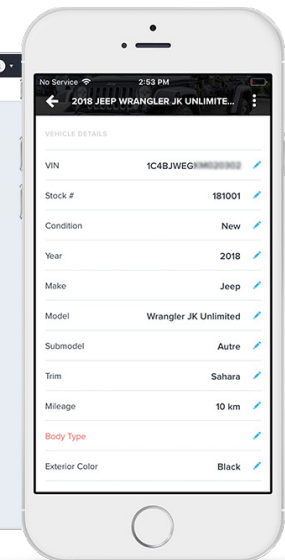 No Service 2:53 PM
2018 JEEP WRANGLER JK UNLIMITE...
VEHICLE DETAILS
VIN 1C4BJWEG
Stock # 181001
Condition New
Year 2018
Make Jeep
Model Wrangler JK Unlimited
Submodel Autre
Trim Sahara
Mileage 10 km
Body Type
Exterior Color Black